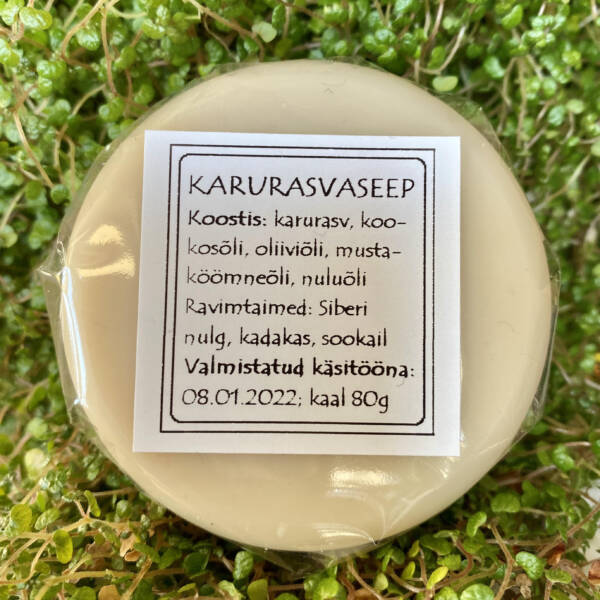 KARURASVASEEP
Koostis: karurasv, koo-
kosõli, oliiviõli, musta-
köömneõli, nuluõli
Ravimtaimed: Siberi
nulg, kadakas, sookail
Valmistatud käsitööna:
08.01.2022; kaal 80g